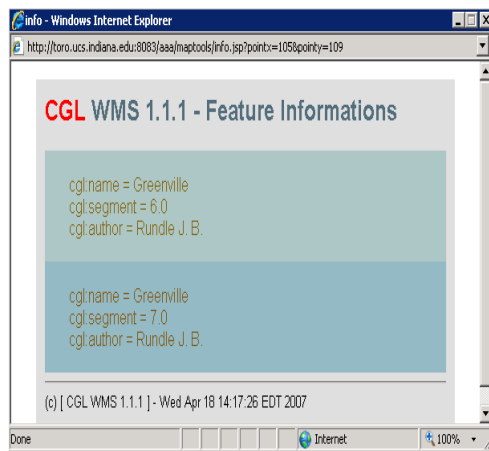 info - Windows Internet Explorer
http://toro.ucs.indiana.edu:8083/aaa/maptools/info.jsp?pointx=105&pointy=109
CGL WMS 1.1.1 - Feature Informations
cgl:name = Greenville
cgl:segment = 6.0
cgl:author = Rundle J. B.
cgl:name = Greenville
cgl:segment = 7.0
cgl:author = Rundle J. B.
(c) [ CGL WMS 1.1.1 ] - Wed Apr 18 14:17:26 EDT 2007
Done Internet 100%